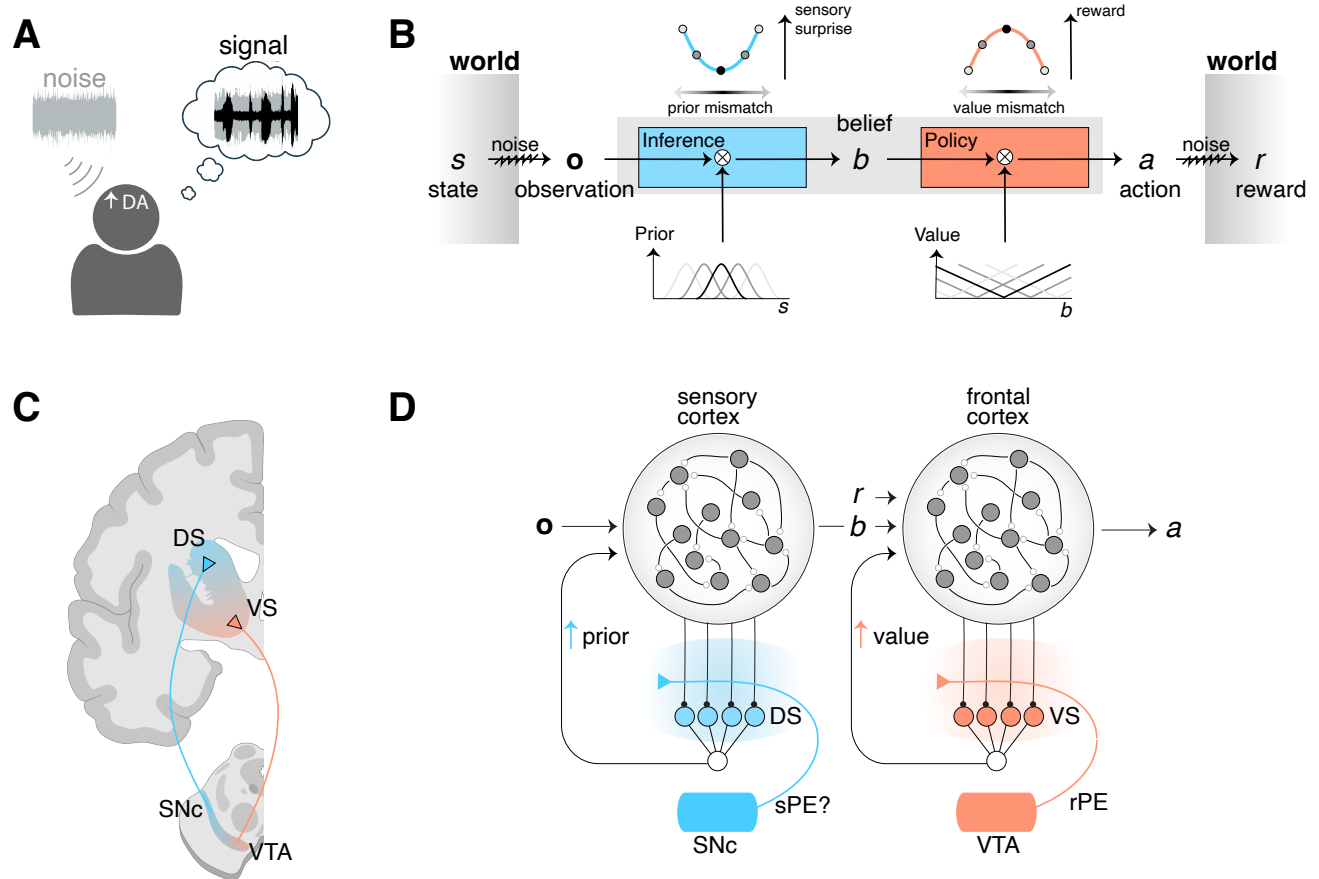 A
noise
signal
↑ DA
B
world
sensory
surprise
prior mismatch
reward
value mismatch
world
s
state
noise
o
observation
Inference
belief
b
Policy
a
action
noise
r
reward
Prior
s
Value
b
C
DS
VS
SNc
VTA
D
sensory
cortex
frontal
cortex
o
r
b
a
↑ prior
↑ value
DS
VS
sPE?
rPE
SNc
VTA